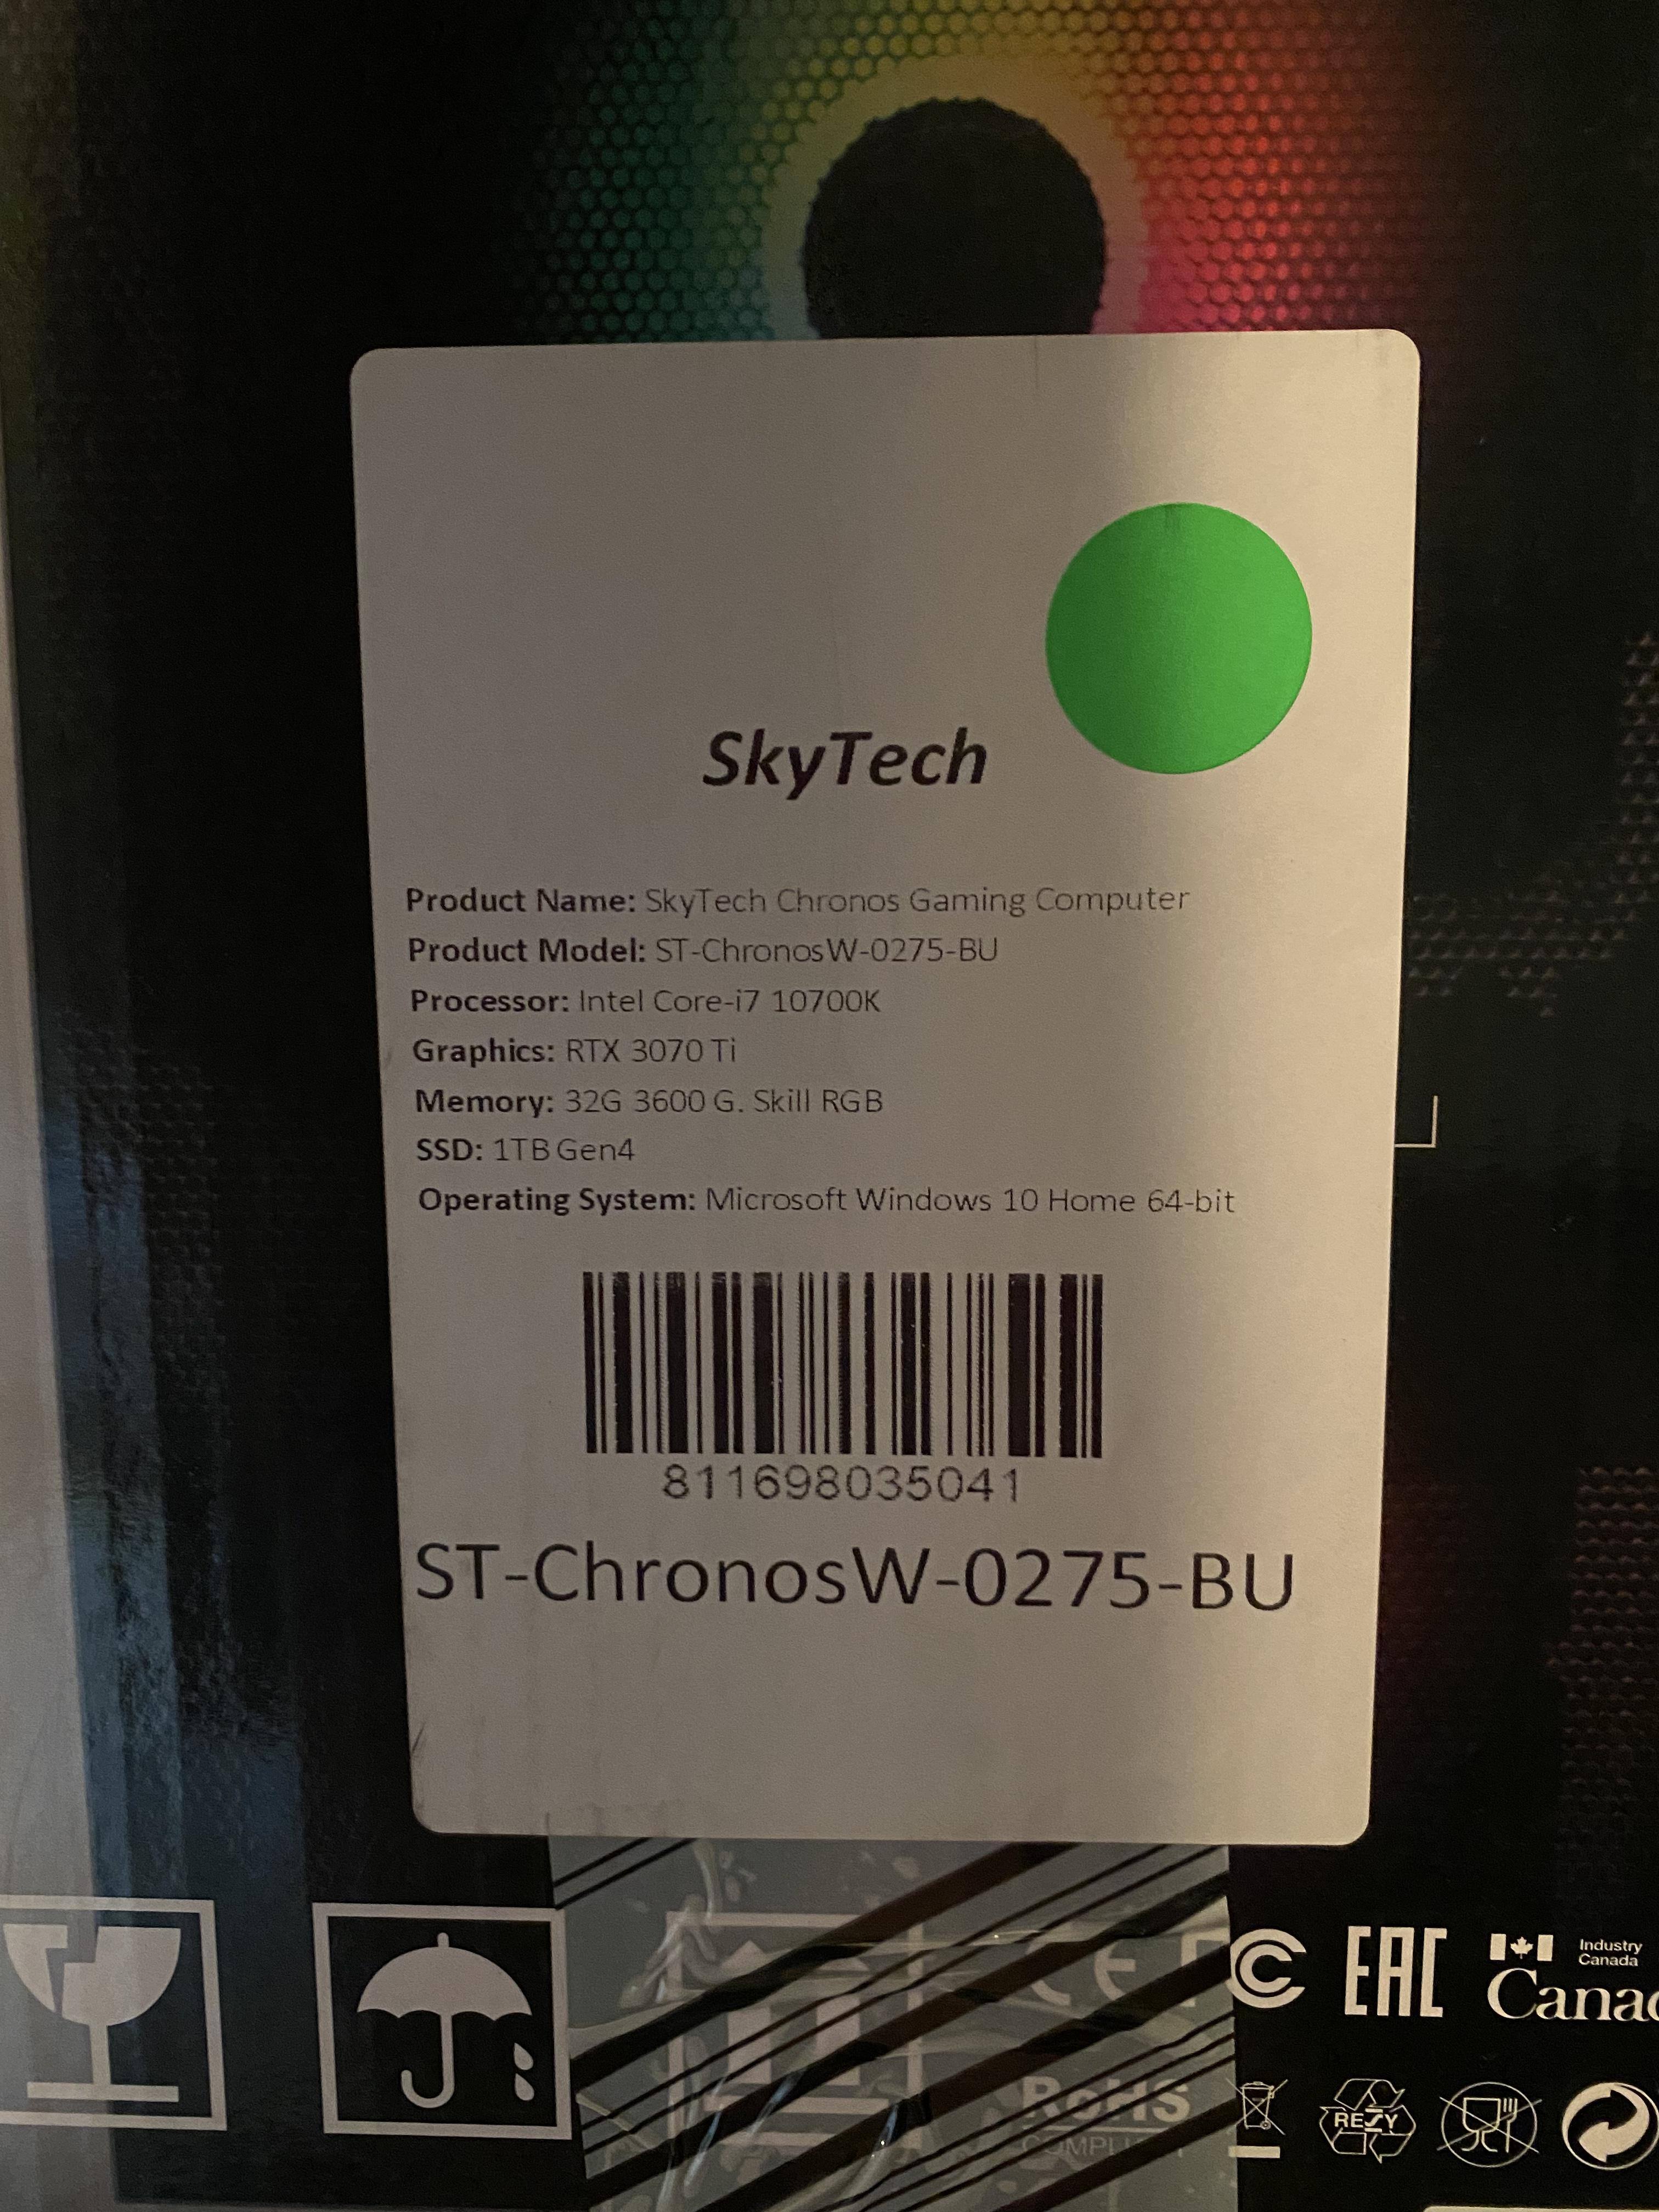 SkyTech
Product Name: SkyTech Chronos Gaming Computer
Product Model: ST-ChronosW-0275-BU
Processor: Intel Core-i7 10700K
Graphics: RTX 3070 Ti
Memory: 32G 3600 G. Skill RGB
SSD: 1TB Gen4
Operating System: Microsoft Windows 10 Home 64-bit
811698035041
ST-ChronosW-0275-BU
CE
EAC
Industry
Canada
RoHS
RESY